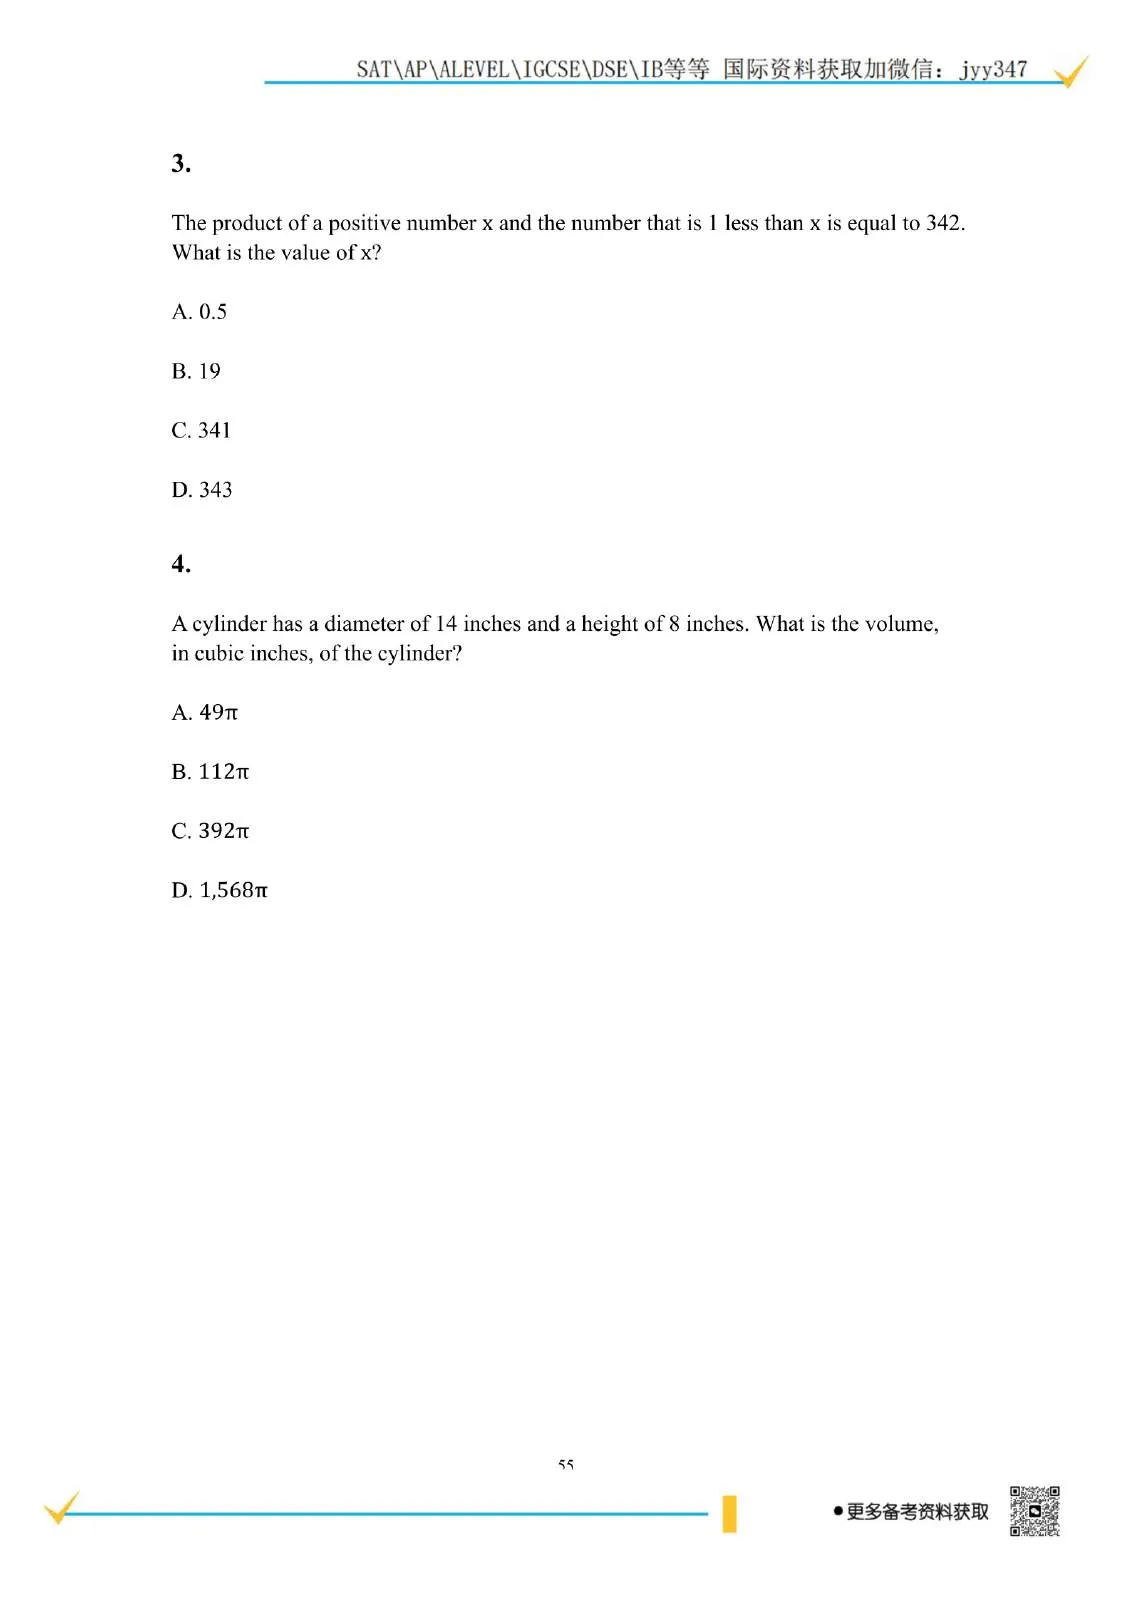 SAT\AP\ALEVEL\IGCSE\DSE\IB等等 国际资料获取加微信：jyy347
3.
The product of a positive number x and the number that is 1 less than x is equal to 342.
What is the value of x?
A. 0.5
B. 19
C. 341
D. 343
4.
A cylinder has a diameter of 14 inches and a height of 8 inches. What is the volume,
in cubic inches, of the cylinder?
A. 49π
B. 112π
C. 392π
D. 1,568π
55
●更多备考资料获取